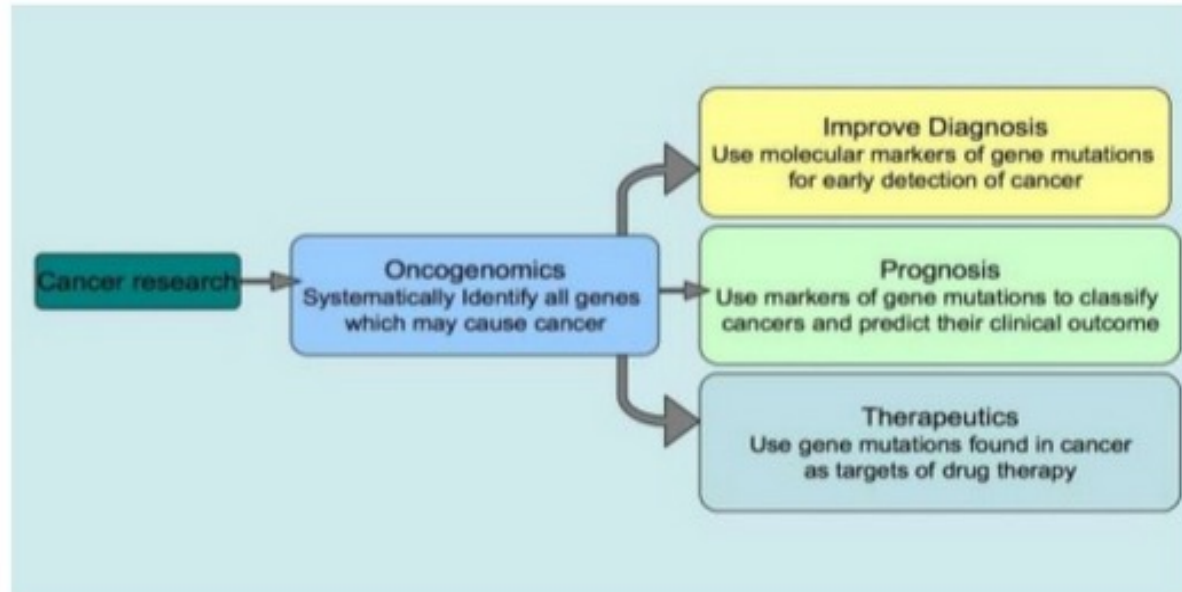 Cancer research
Oncogenomics
Systematically Identify all genes
which may cause cancer
Improve Diagnosis
Use molecular markers of gene mutations
for early detection of cancer
Prognosis
Use markers of gene mutations to classify
cancers and predict their clinical outcome
Therapeutics
Use gene mutations found in cancer
as targets of drug therapy